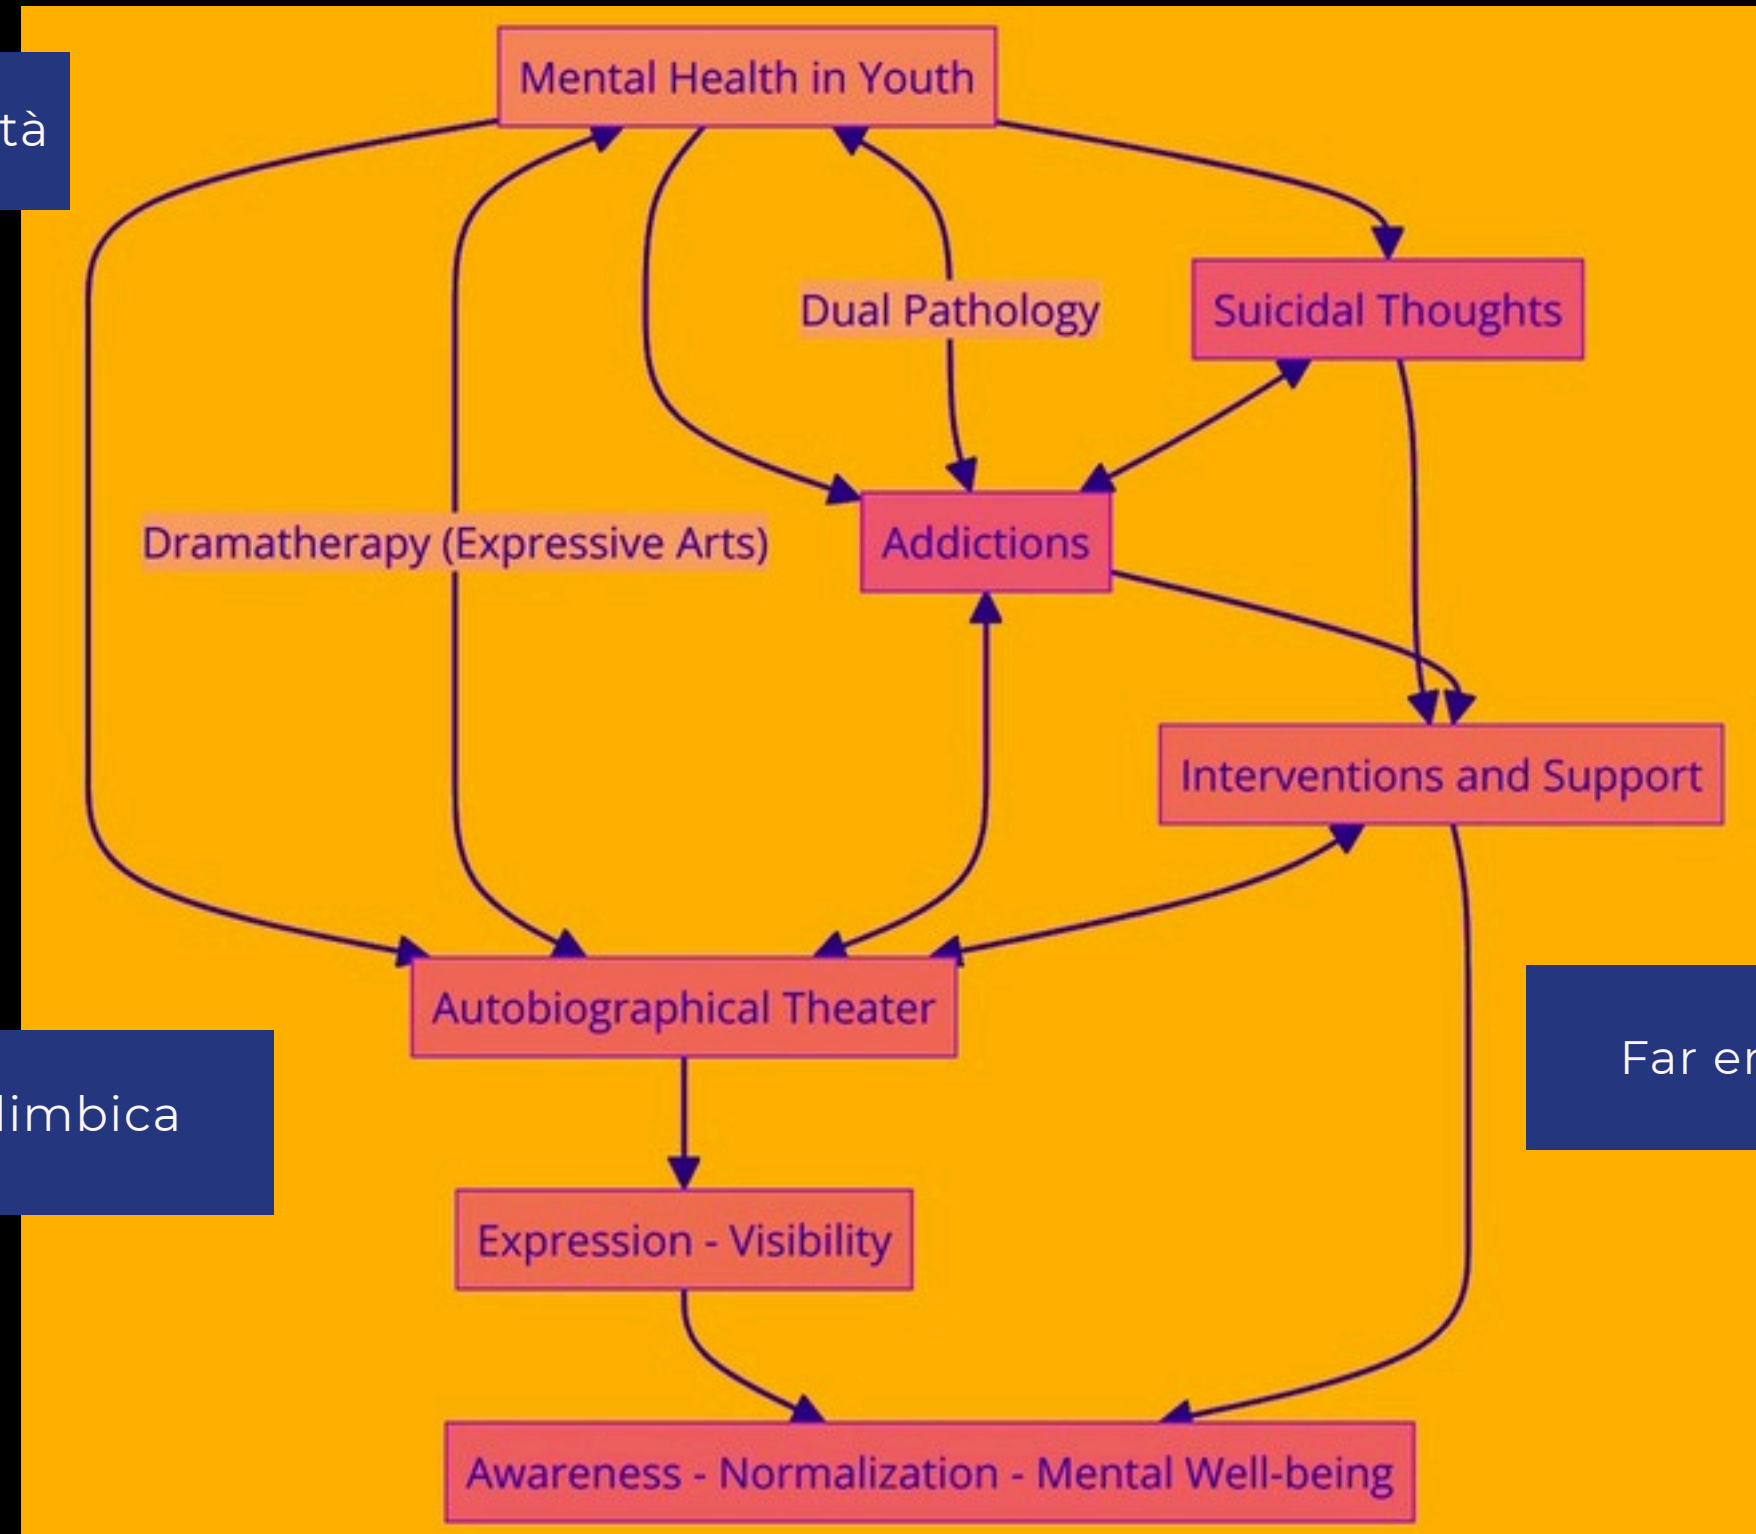 Mental Health in Youth
tà
Dual Pathology
Suicidal Thoughts
Dramatherapy (Expressive Arts)
Addictions
Interventions and Support
Autobiographical Theater
Far
limbica
Expression - Visibility
Awareness - Normalization - Mental Well-being